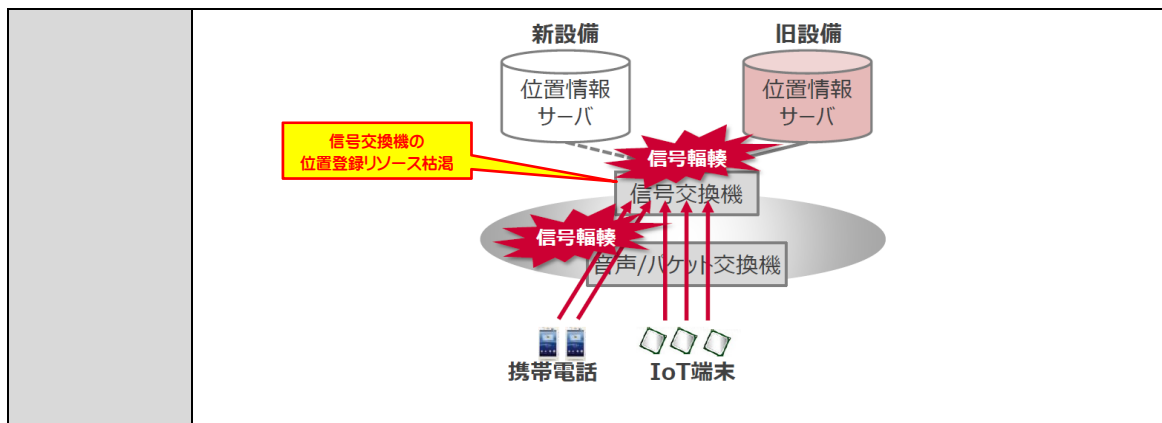 新設備
旧設備
位置情報
サーバ
位置情報
サーバ
信号交換機の
位置登録リソース枯渇
信号輻輳
信号交換機
信号輻輳
音声/パケット交換機
携帯電話
IoT端末